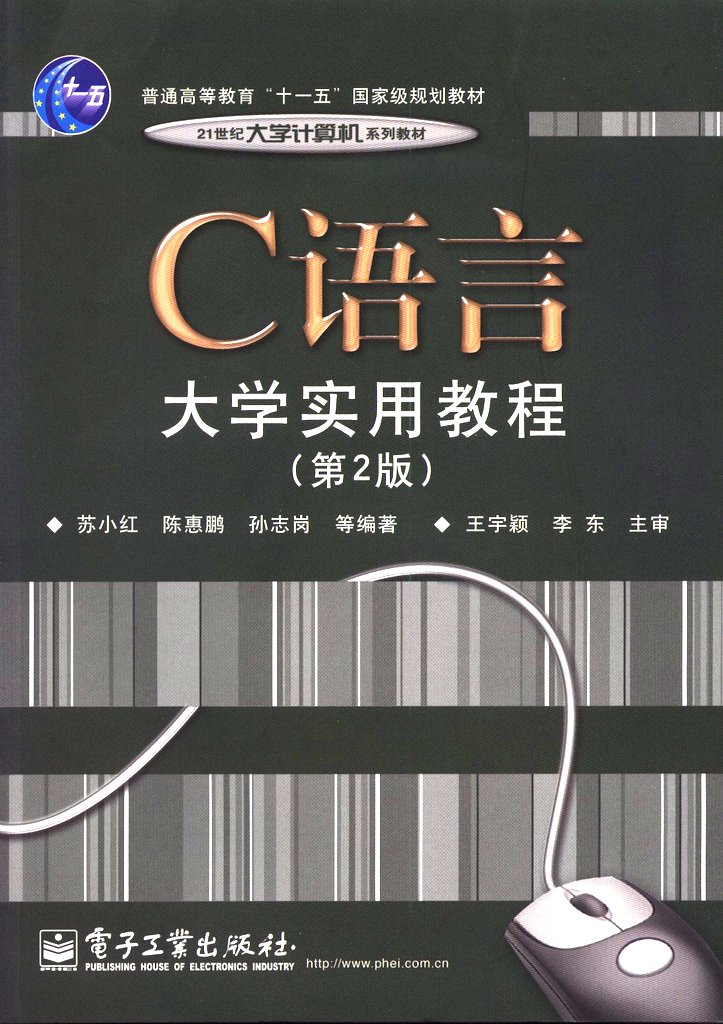 十一五
普通高等教育“十一五”国家级规划教材
21世纪大学计算机系列教材
C语言
大学实用教程
（第2版）
◆ 苏小红 陈惠鹏 孙志岗 等编著 ◆ 王宇颖 李 东 主审
PHEI
電子工業出版社·
PUBLISHING HOUSE OF ELECTRONICS INDUSTRY http://www.phei.com.cn